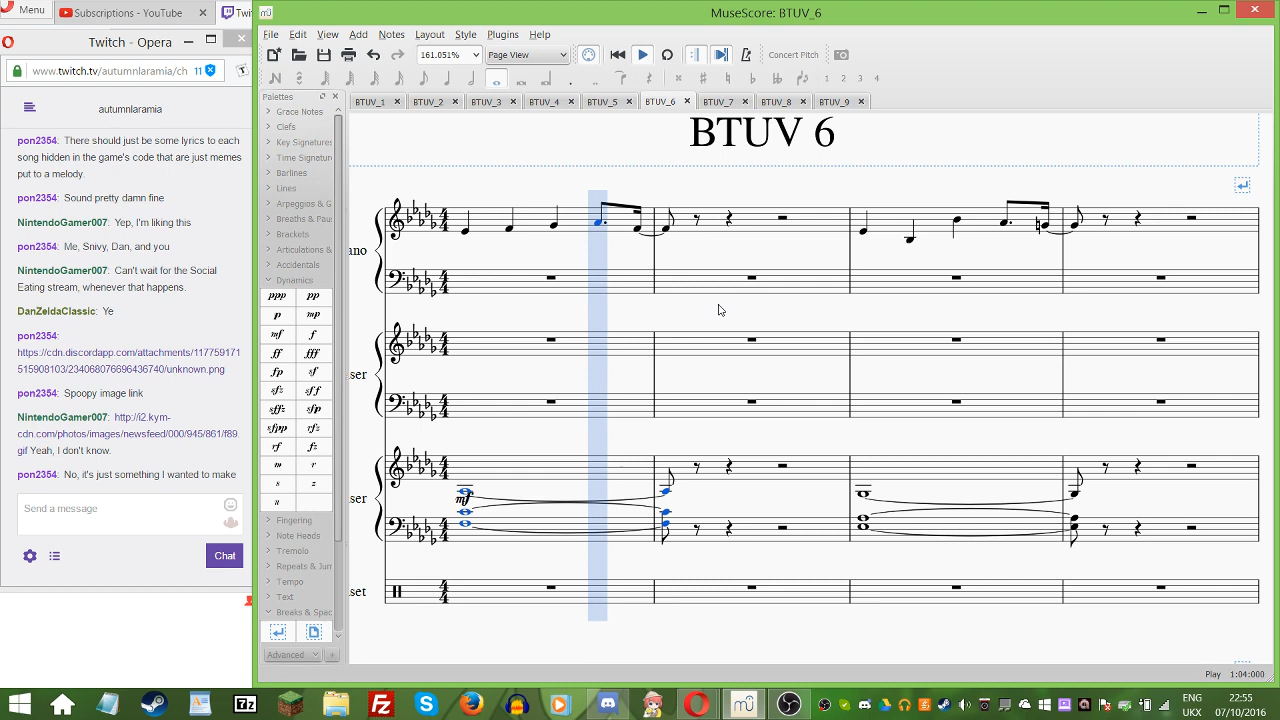 Menu
Subscriptions - YouTube
Twi
Twitch - Opera
www.twitch.tv/autumnlaramia/ch
11
autumnlaramia
pon2354: There should just be some lyrics to each
song hidden in the game's code that are just memes
put to a melody.
pon2354: Sound pretty damn fine
NintendoGamer007: Yep, I'm liking this
pon2354: Me, Snivy, Dan, and you
NintendoGamer007: Can't wait for the Social
Eating stream, whenever that happens.
DanZeldaClassic: Ye
pon2354:
https://cdn.discordapp.com/attachments/117759171
515908103/234068076696436740/unknown.png
pon2354: Spoopy image link
NintendoGamer007: http://i2.kym-
cdn.com/photos/images/newsfeed/000/945/861/f89.
gif Yeah, I don't know.
pon2354: No, it's just something I wanted to make
Send a message
Chat
MuseScore: BTUV_6
File Edit View Add Notes Layout Style Plugins Help
161.051%
Page View
Concert Pitch
1 2 3 4
Palettes
Grace Notes
Clefs
Key Signatures
Time Signatur
Barlines
Lines
Arpeggios & G
Breaths & Pau
Brackets
Articulations &
Accidentals
Dynamics
ppp pp
p mp
mf f
ff fff
fp sf
sfz sff
sffz sfp
sfpp rfz
rf fz
m r
s z
n
Fingering
Note Heads
Tremolo
Repeats & Jum
Tempo
Text
Breaks & Spac
Advanced
BTUV_1 BTUV_2 BTUV_3 BTUV_4 BTUV_5 BTUV_6 BTUV_7 BTUV_8 BTUV_9
BTUV 6
ano
ser
ser
mf
set
Play 1:04:000
ENG
UKX
22:55
07/10/2016